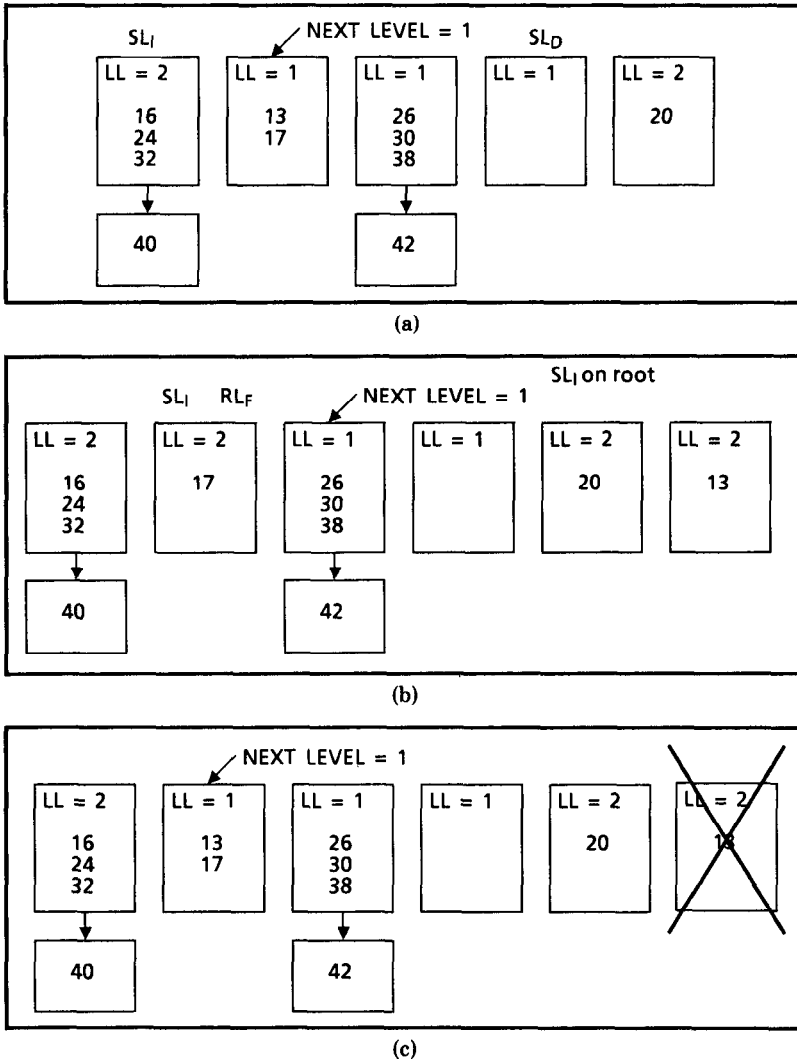 NEXT LEVEL = 1
SL_I SL_D
LL = 2 LL = 1 LL = 1 LL = 1 LL = 2
16 13 26 20
24 17 30
32 38
40 42
(a)
SL_I on root
SL_I RL_F NEXT LEVEL = 1
LL = 2 LL = 2 LL = 1 LL = 1 LL = 2 LL = 2
16 17 26 20 13
24 30
32 38
40 42
(b)
NEXT LEVEL = 1
LL = 2 LL = 1 LL = 1 LL = 1 LL = 2 LL = 2
16 13 26 20 13
24 17 30
32 38
40 42
(c)